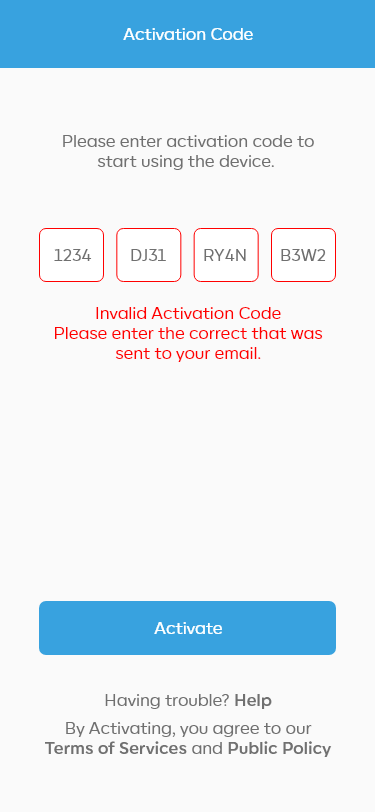 Activation Code
Please enter activation code to
start using the device.
1234 DJ31 RY4N B3W2
Invalid Activation Code
Please enter the correct that was
sent to your email.
Activate
Having trouble? Help
By Activating, you agree to our
Terms of Services and Public Policy